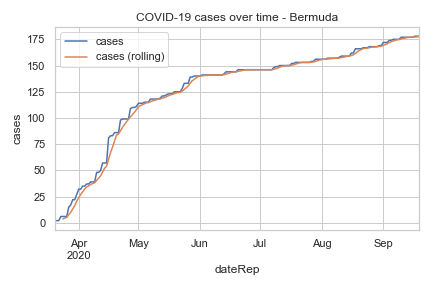 COVID-19 cases over time - Bermuda
cases
cases (rolling)
175
150
125
100
75
50
25
0
cases
Apr
2020
May
Jun
Jul
Aug
Sep
dateRep